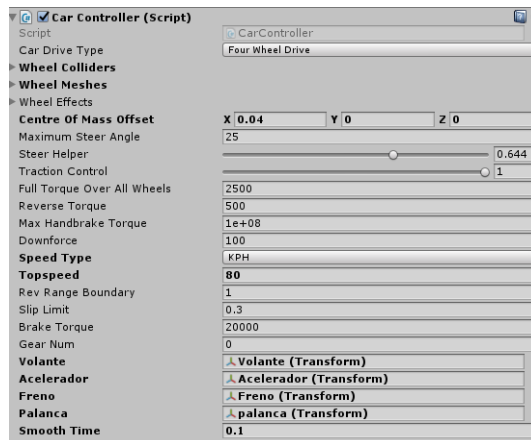 Car Controller (Script)
Script CarController
Car Drive Type Four Wheel Drive
Wheel Colliders
Wheel Meshes
Wheel Effects
Centre Of Mass Offset X 0.04 Y 0 Z 0
Maximum Steer Angle 25
Steer Helper 0.644
Traction Control 1
Full Torque Over All Wheels 2500
Reverse Torque 500
Max Handbrake Torque 1e+08
Downforce 100
Speed Type KPH
Topspeed 80
Rev Range Boundary 1
Slip Limit 0.3
Brake Torque 20000
Gear Num 0
Volante Volante (Transform)
Acelerador Acelerador (Transform)
Freno Freno (Transform)
Palanca palanca (Transform)
Smooth Time 0.1